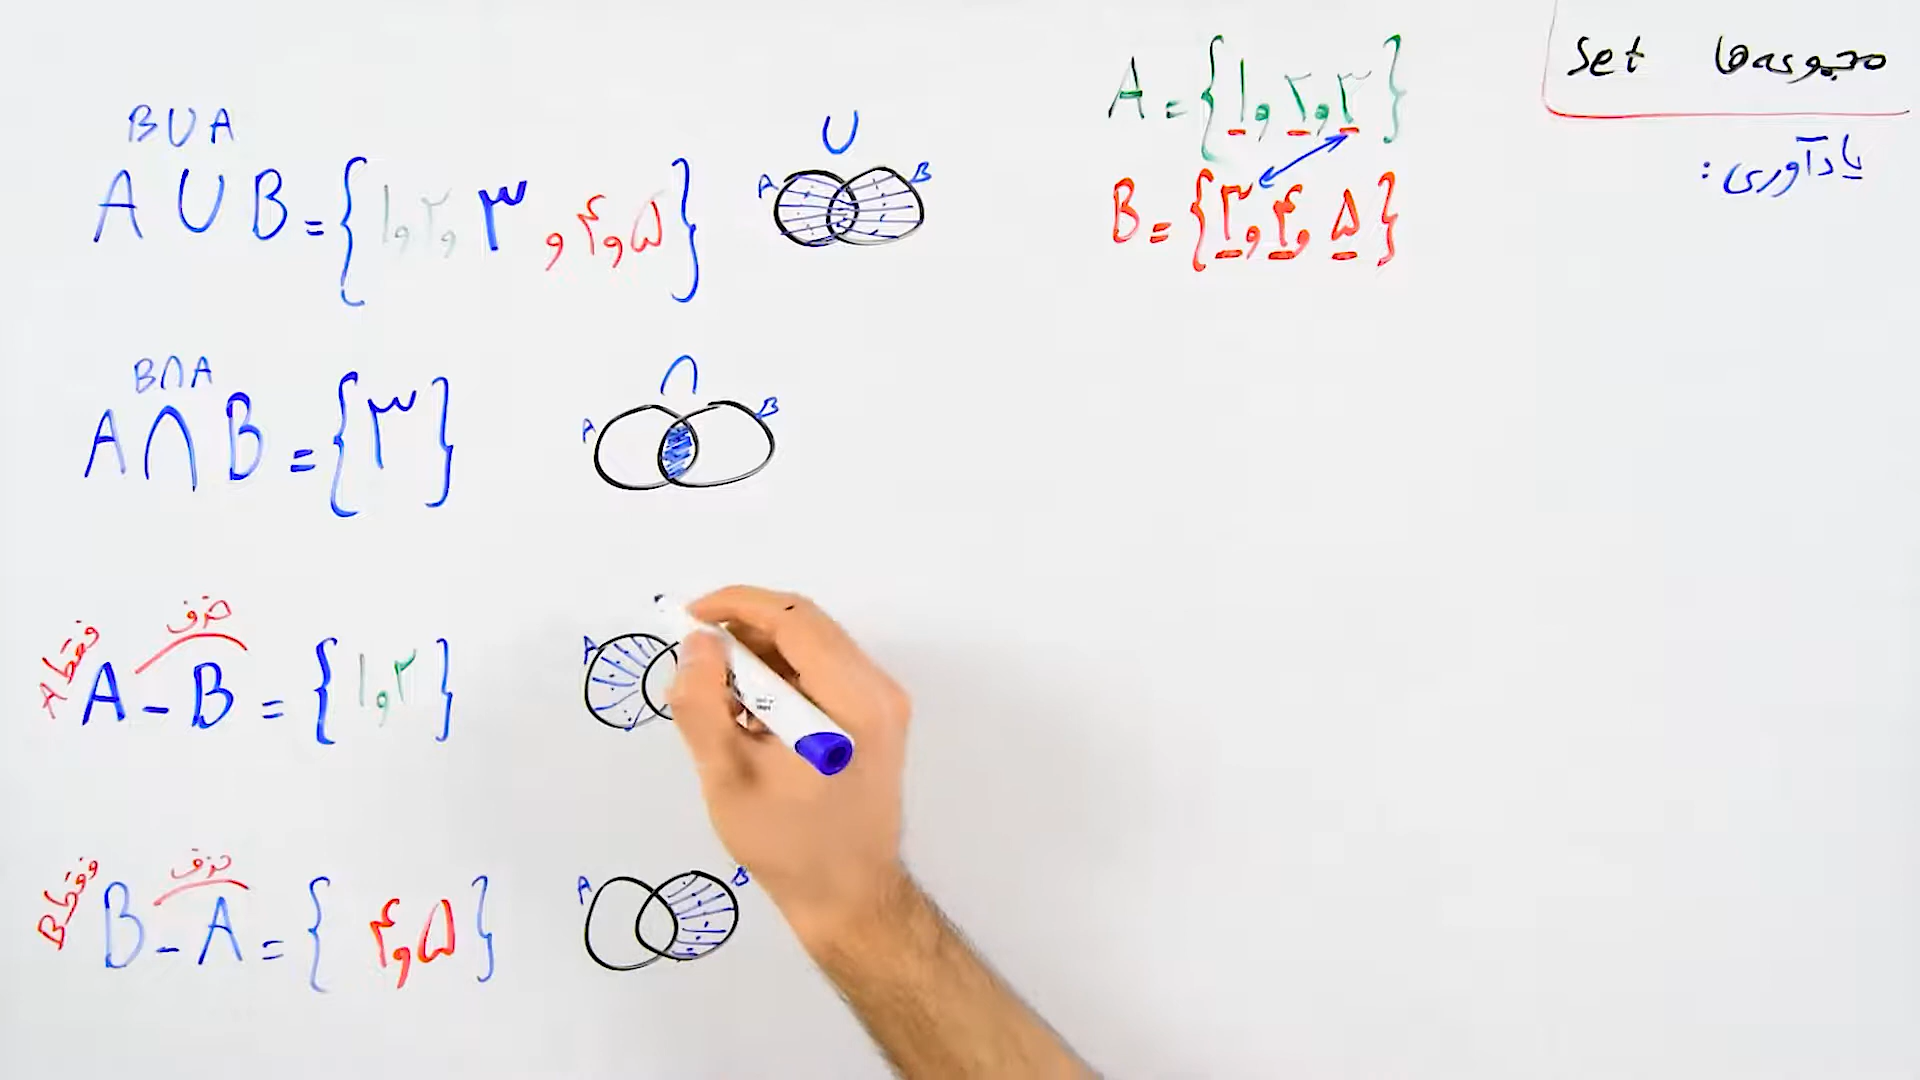 مجموعه‌ها Set
یادآوری:
A = {۱و۲و۳}
B = {۳و۴و۵}
B∪A
A ∪ B = {۱و۲و۳و۴و۵}
∪
A B
B∩A
A ∩ B = {۳}
∩
A B
حذف
فقط A
A - B = {۱و۲}
A
حذف
فقط B
B - A = {۴و۵}
A B